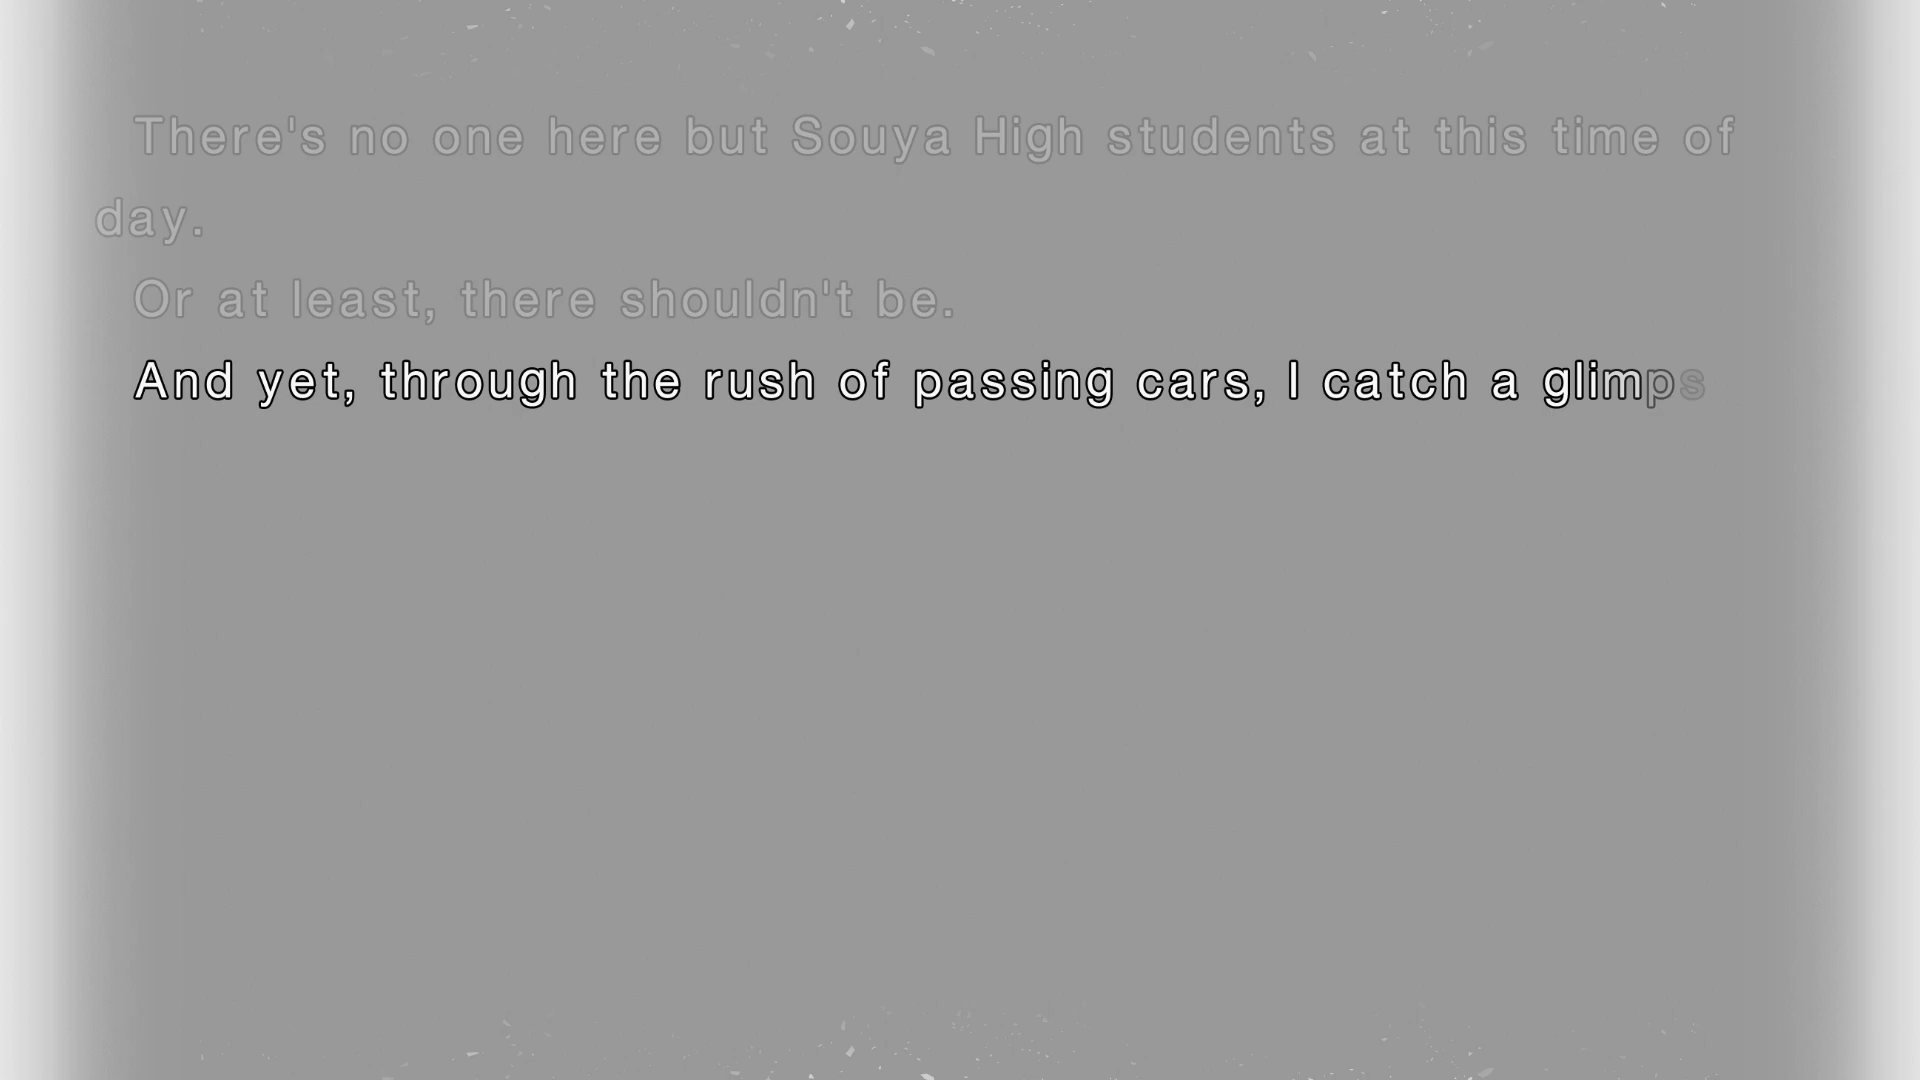 There's no one here but Souya High students at this time of
day.
Or at least, there shouldn't be.
And yet, through the rush of passing cars, I catch a glimps